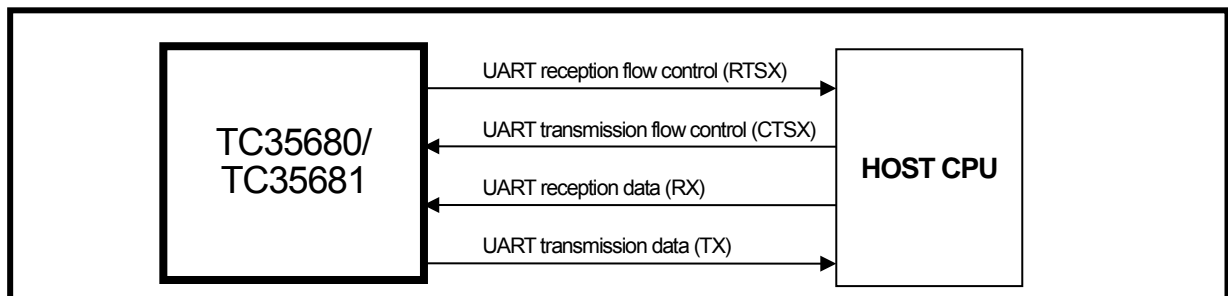 UART reception flow control (RTSX)
UART transmission flow control (CTSX)
TC35680/
TC35681
HOST CPU
UART reception data (RX)
UART transmission data (TX)